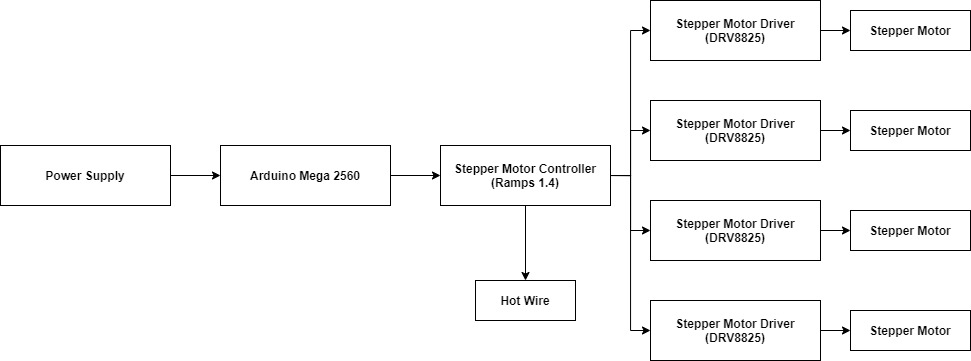 Power Supply
Arduino Mega 2560
Stepper Motor Controller
(Ramps 1.4)
Hot Wire
Stepper Motor Driver
(DRV8825)
Stepper Motor
Stepper Motor Driver
(DRV8825)
Stepper Motor
Stepper Motor Driver
(DRV8825)
Stepper Motor
Stepper Motor Driver
(DRV8825)
Stepper Motor